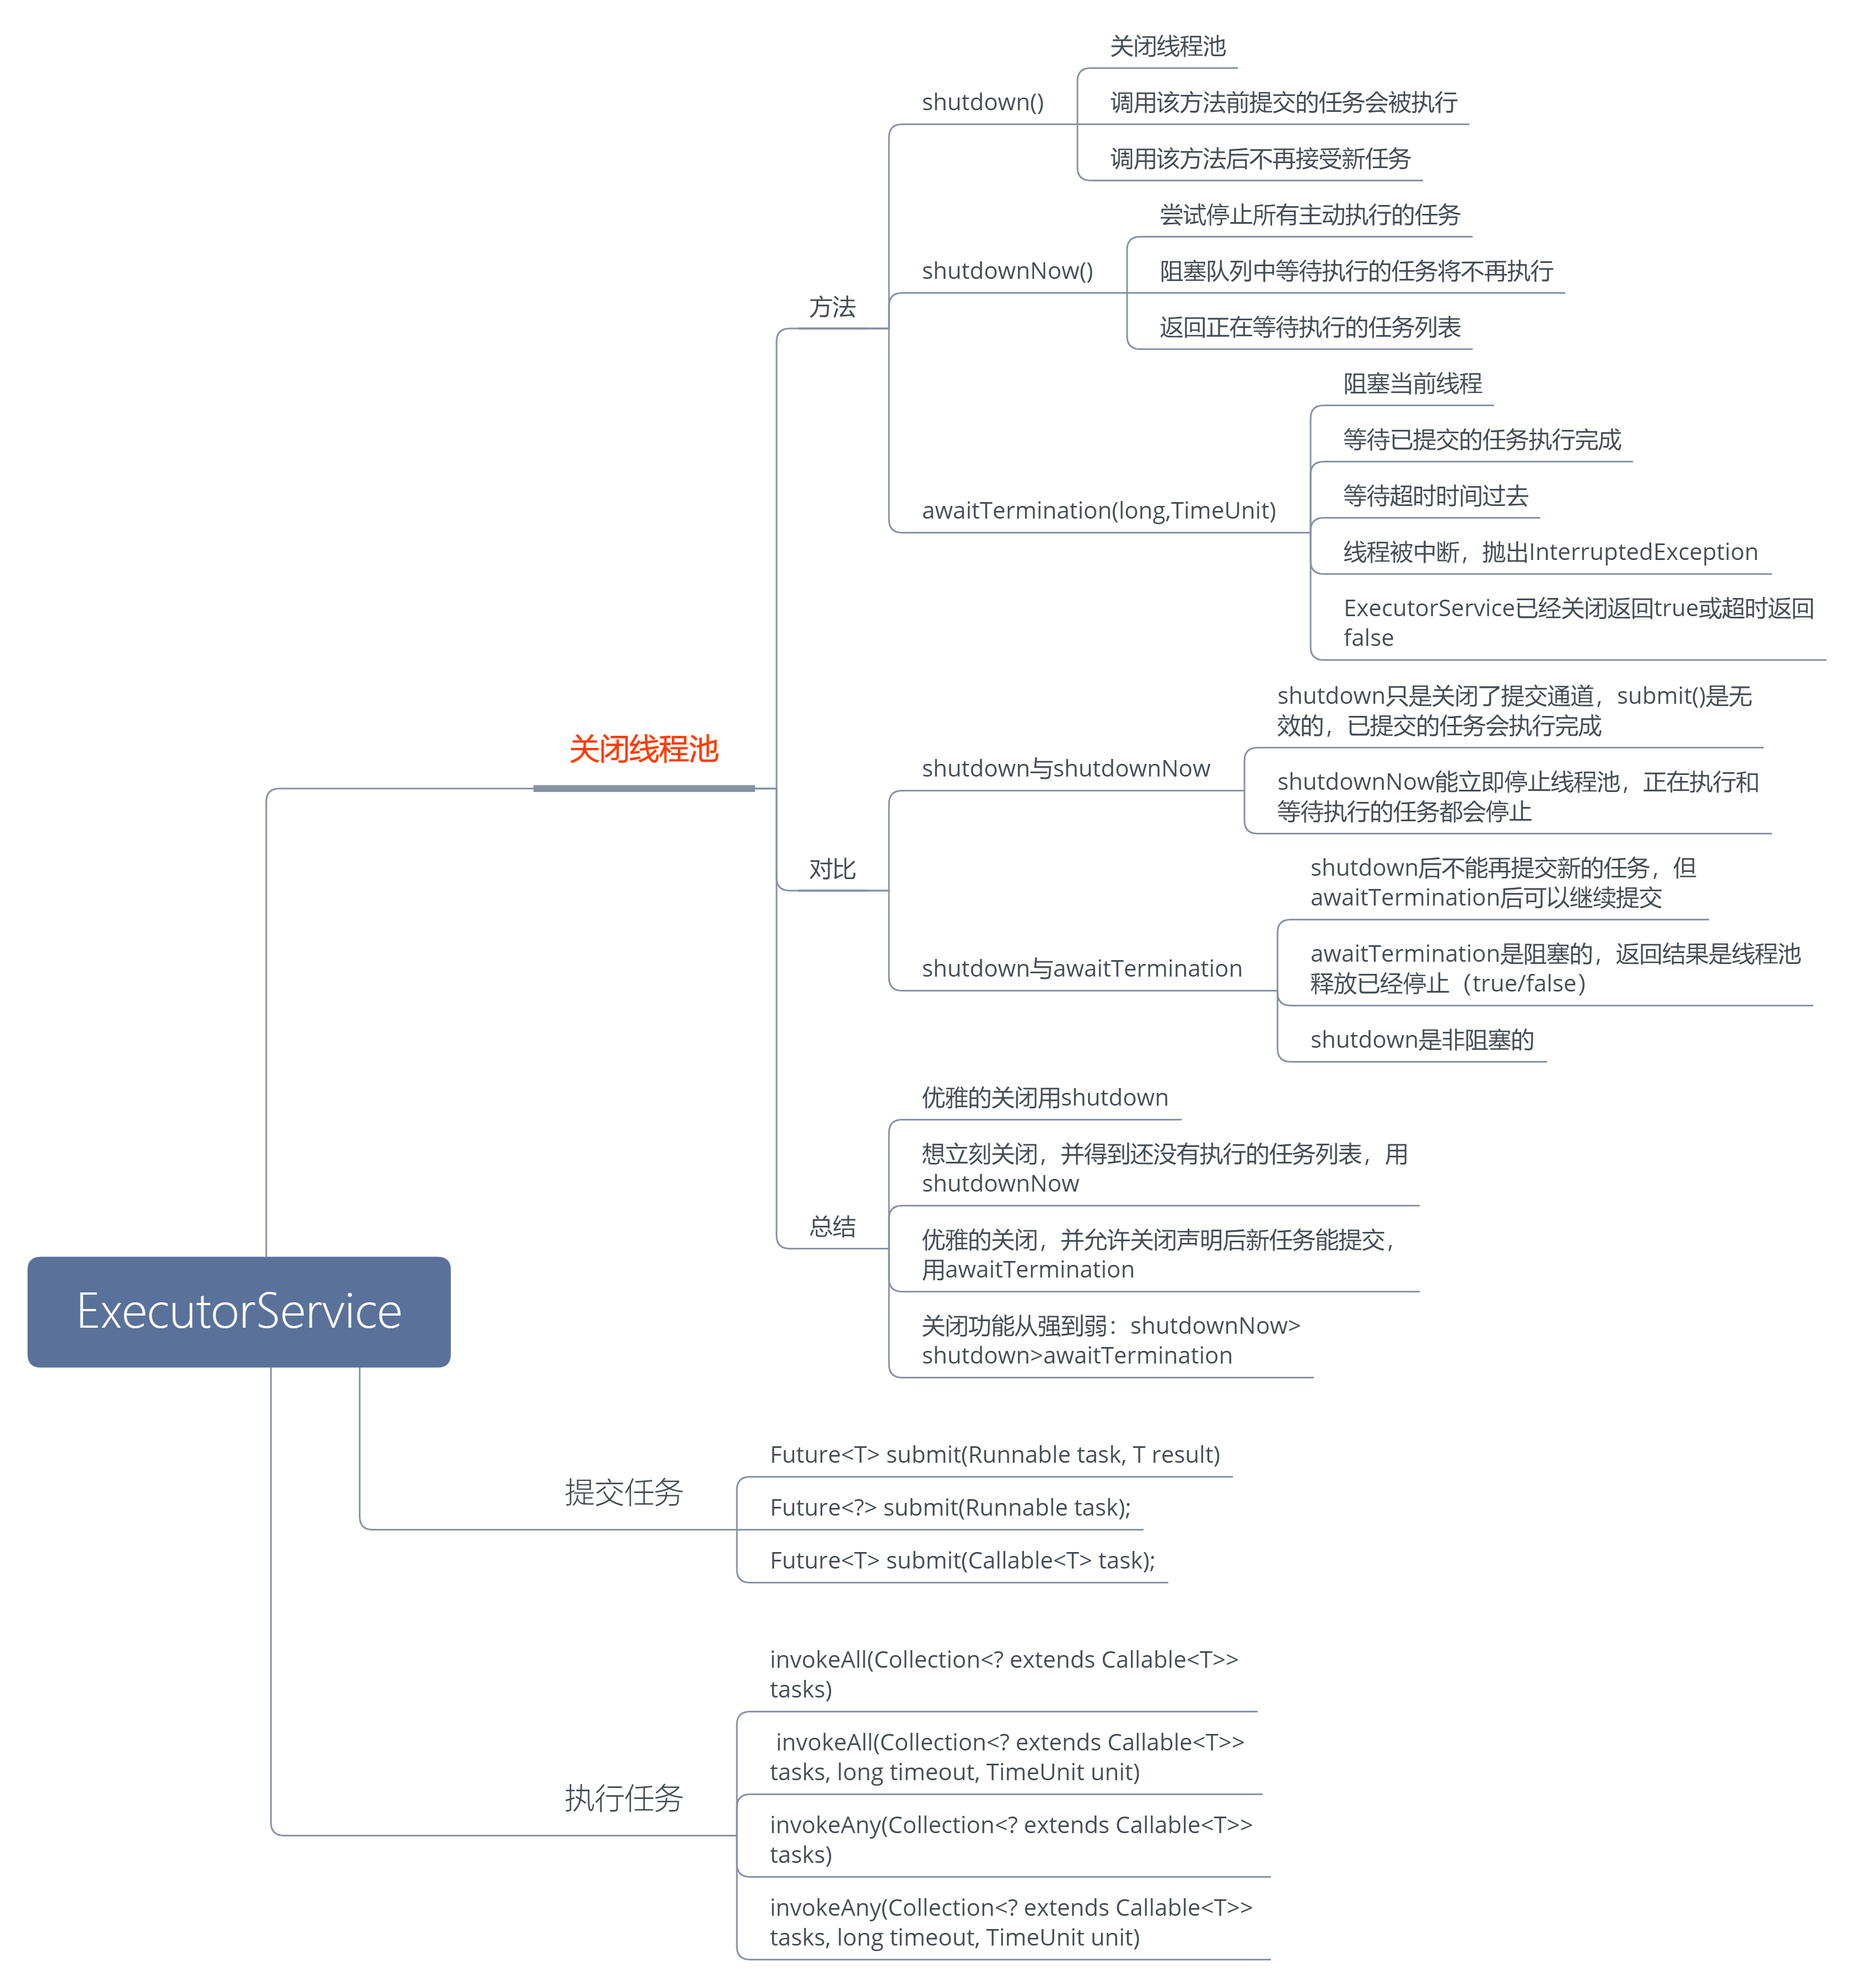 关闭线程池
shutdown()
调用该方法前提交的任务会被执行
调用该方法后不再接受新任务
尝试停止所有主动执行的任务
shutdownNow()
阻塞队列中等待执行的任务将不再执行
方法
返回正在等待执行的任务列表
阻塞当前线程
等待已提交的任务执行完成
等待超时时间过去
awaitTermination(long,TimeUnit)
线程被中断，抛出InterruptedException
ExecutorService已经关闭返回true或超时返回
false
shutdown只是关闭了提交通道，submit()是无
效的，已提交的任务会执行完成
关闭线程池
shutdown与shutdownNow
shutdownNow能立即停止线程池，正在执行和
等待执行的任务都会停止
对比
shutdown后不能再提交新的任务，但
awaitTermination后可以继续提交
shutdown与awaitTermination
awaitTermination是阻塞的，返回结果是线程池
释放已经停止（true/false）
shutdown是非阻塞的
优雅的关闭用shutdown
想立刻关闭，并得到还没有执行的任务列表，用
shutdownNow
总结
优雅的关闭，并允许关闭声明后新任务能提交，
用awaitTermination
关闭功能从强到弱：shutdownNow>
shutdown>awaitTermination
ExecutorService
Future<T> submit(Runnable task, T result)
提交任务
Future<?> submit(Runnable task);
Future<T> submit(Callable<T> task);
invokeAll(Collection<? extends Callable<T>>
tasks)
invokeAll(Collection<? extends Callable<T>>
tasks, long timeout, TimeUnit unit)
执行任务
invokeAny(Collection<? extends Callable<T>>
tasks)
invokeAny(Collection<? extends Callable<T>>
tasks, long timeout, TimeUnit unit)